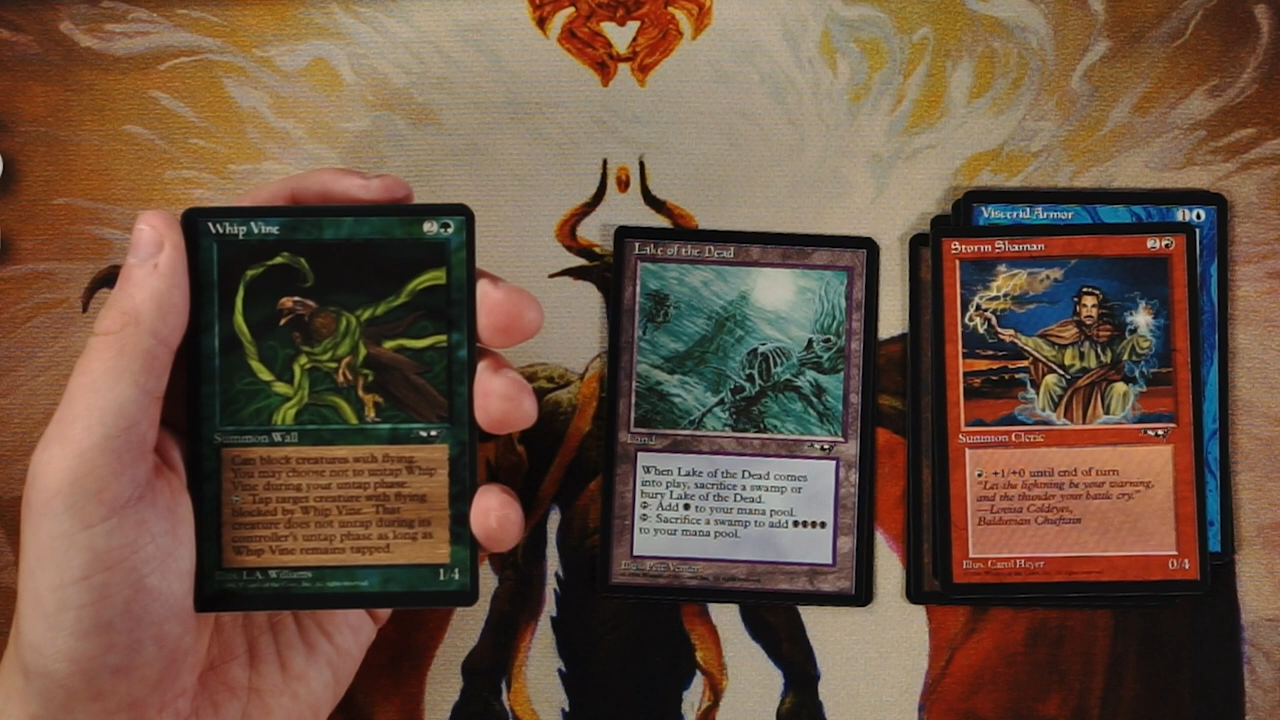 Whip Vine
2
Summon Wall
Can block creatures with flying.
You may choose not to untap Whip
Vine during your untap phase.
: Tap target creature with flying
blocked by Whip Vine. That
creature does not untap during its
controller's untap phase as long as
Whip Vine remains tapped.
Illus. L.A. Williams
1/4
Lake of the Dead
Land
When Lake of the Dead comes
into play, sacrifice a swamp or
bury Lake of the Dead.
: Add to your mana pool.
: Sacrifice a swamp to add
to your mana pool.
Illus. Pete Venters
Viscerid Armor
1
Storm Shaman
2
Summon Cleric
: +1/+0 until end of turn
"Let the lightning be your warning,
and the thunder your battle cry."
—Lovisa Coldeyes,
Balduvian Chieftain
Illus. Carol Heyer
0/4